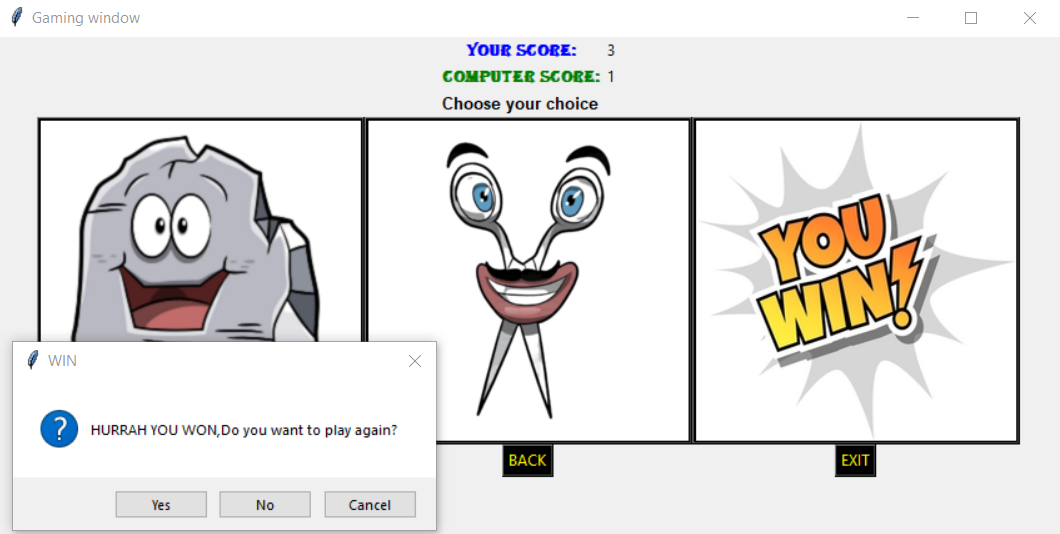 Gaming window
YOUR SCORE: 3
COMPUTER SCORE: 1
Choose your choice
YOU
WIN!
WIN
HURRAH YOU WON,Do you want to play again?
Yes No Cancel
BACK EXIT